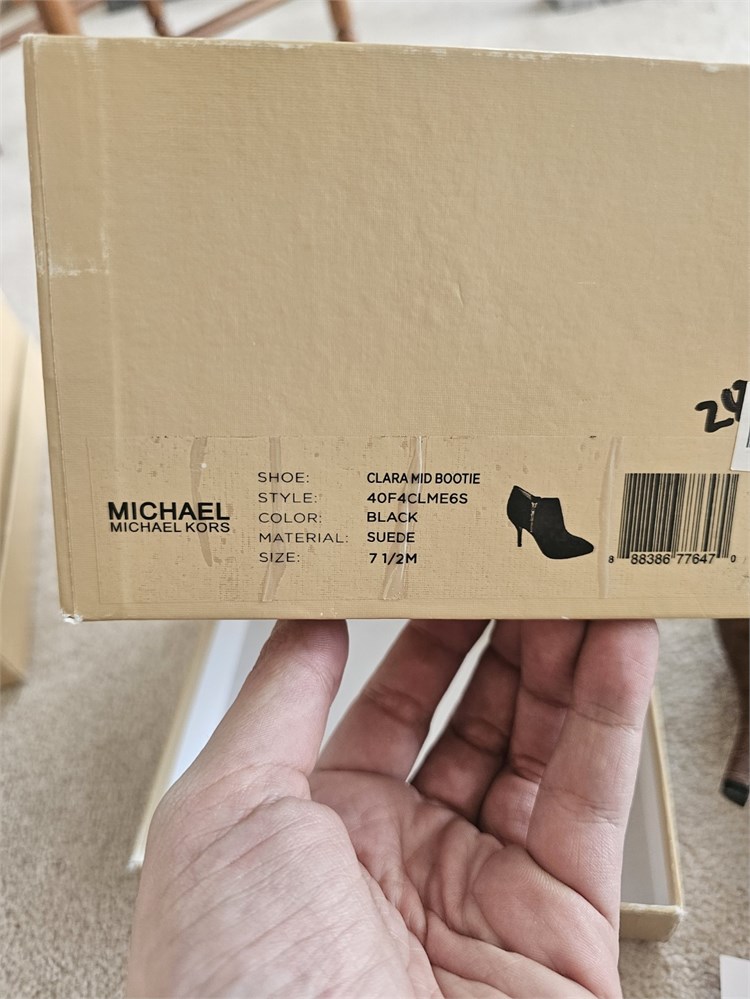 24
MICHAEL
MICHAEL KORS
SHOE: CLARA MID BOOTIE
STYLE: 40F4CLME6S
COLOR: BLACK
MATERIAL: SUEDE
SIZE: 7 1/2M
8 88386 77647 0